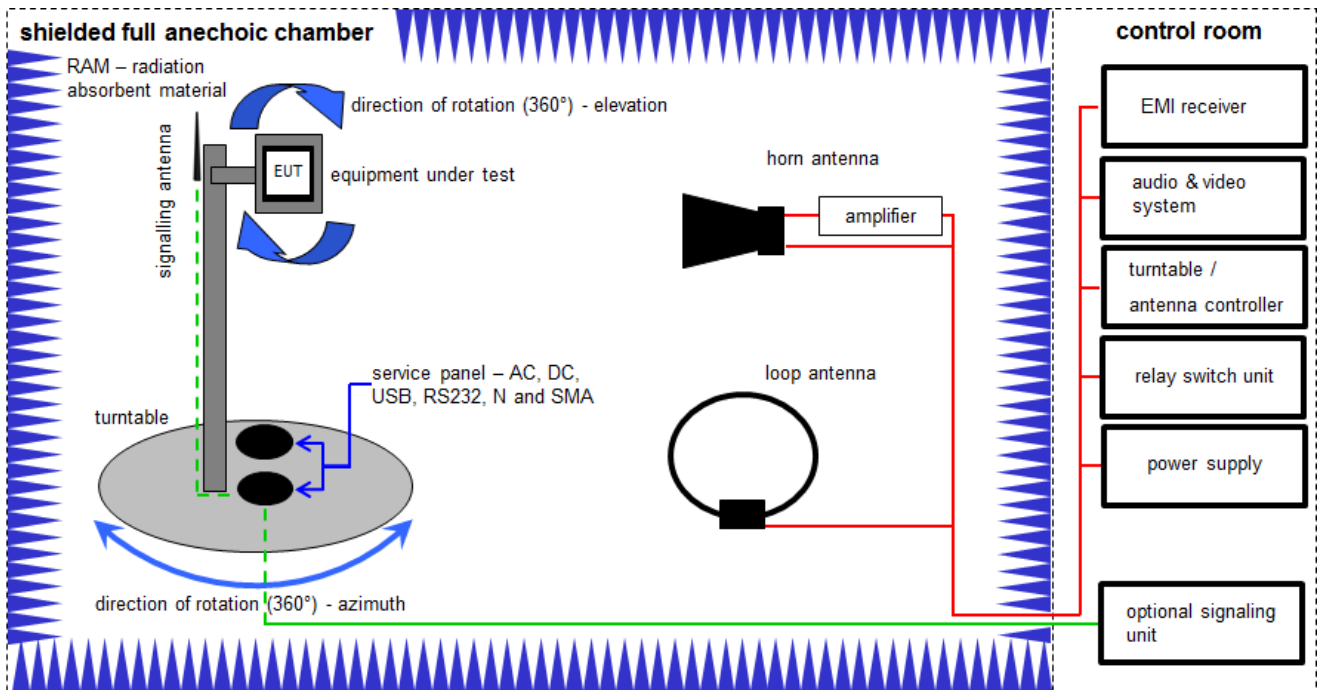 shielded full anechoic chamber
control room
RAM – radiation
absorbent material
direction of rotation (360°) - elevation
signalling antenna
EUT
equipment under test
horn antenna
amplifier
service panel – AC, DC,
USB, RS232, N and SMA
loop antenna
turntable
direction of rotation (360°) - azimuth
EMI receiver
audio & video
system
turntable /
antenna controller
relay switch unit
power supply
optional signaling
unit